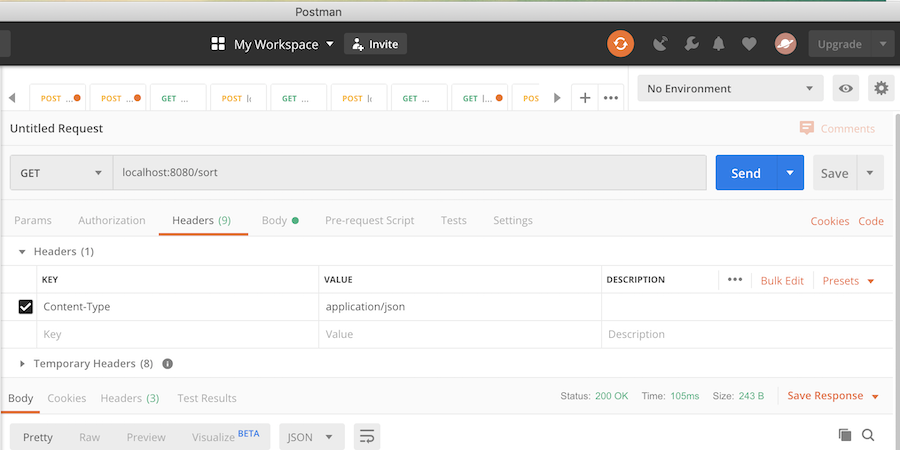 Postman
My Workspace Invite Upgrade
POST ... POST ... GET ... POST GET ... POST GET ... GET POS No Environment
Untitled Request Comments
GET localhost:8080/sort Send Save
Params Authorization Headers (9) Body Pre-request Script Tests Settings Cookies Code
Headers (1)
KEY VALUE DESCRIPTION ••• Bulk Edit Presets
Content-Type application/json
Key Value Description
Temporary Headers (8)
Body Cookies Headers (3) Test Results Status: 200 OK Time: 105ms Size: 243 B Save Response
Pretty Raw Preview Visualize BETA JSON